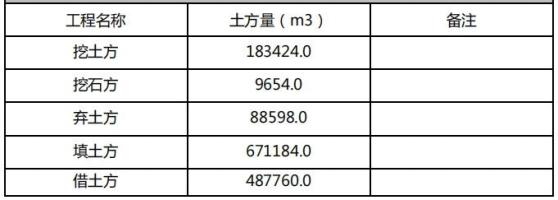 工程名称 土方量（m3） 备注
挖土方 183424.0
挖石方 9654.0
弃土方 88598.0
填土方 671184.0
借土方 487760.0